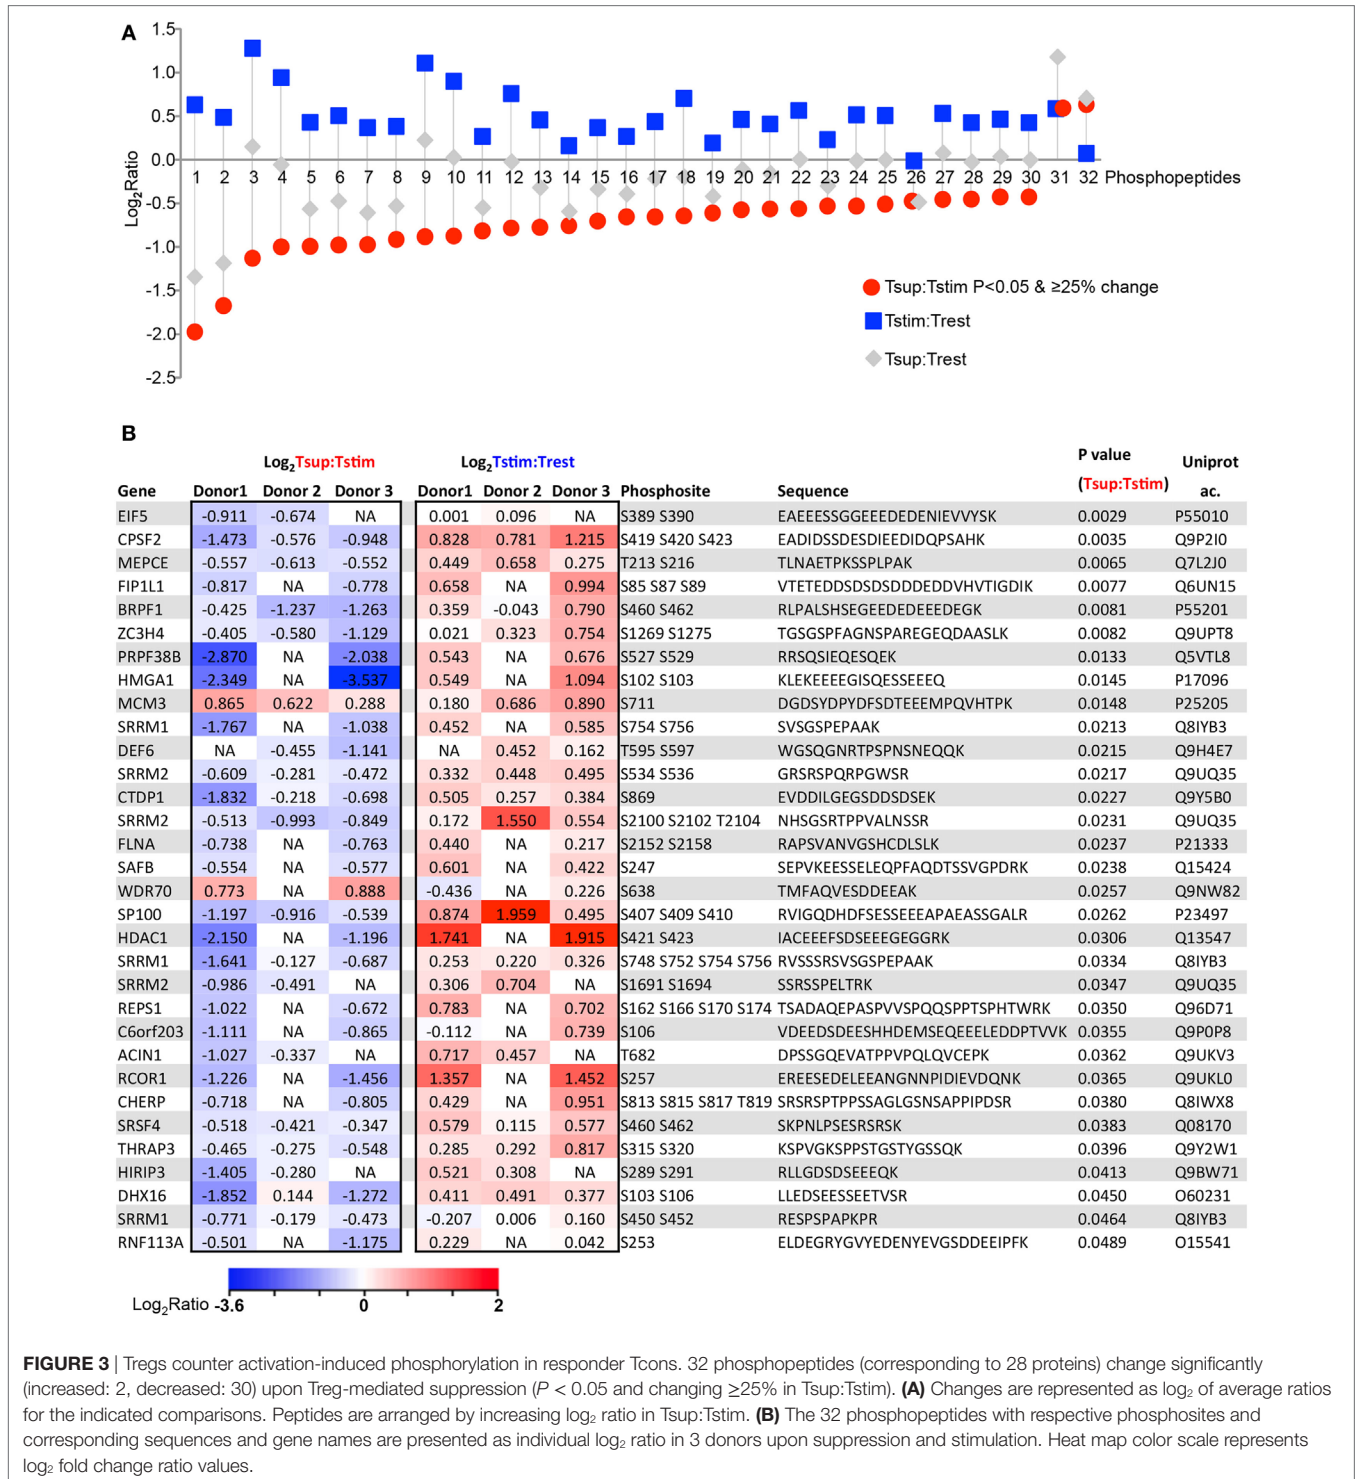 A
1.5
1.0
0.5
0.0
-0.5
-1.0
-1.5
-2.0
-2.5
Log2Ratio
1 2 3 4 5 6 7 8 9 10 11 12 13 14 15 16 17 18 19 20 21 22 23 24 25 26 27 28 29 30 31 32 Phosphopeptides
Tsup:Tstim P<0.05 & ≥25% change
Tstim:Trest
Tsup:Trest
B
Log2Tsup:Tstim Log2Tstim:Trest P value (Tsup:Tstim) Uniprot ac.
Gene Donor1 Donor 2 Donor 3 Donor1 Donor 2 Donor 3 Phosphosite Sequence
EIF5 -0.911 -0.674 NA 0.001 0.096 NA S389 S390 EAEEESSGGEEEDEDENIEVVYSK 0.0029 P55010
CPSF2 -1.473 -0.576 -0.948 0.828 0.781 1.215 S419 S420 S423 EADIDSSDESDIEEDIDQPSAHK 0.0035 Q9P2I0
MEPCE -0.557 -0.613 -0.552 0.449 0.658 0.275 T213 S216 TLNAETPKSSPLPAK 0.0065 Q7L2J0
FIP1L1 -0.817 NA -0.778 0.658 NA 0.994 S85 S87 S89 VTETEDDSDSDSDDDEDDVHVTIGDIK 0.0077 Q6UN15
BRPF1 -0.425 -1.237 -1.263 0.359 -0.043 0.790 S460 S462 RLPALSHSEGEEDEDEEEDEGK 0.0081 P55201
ZC3H4 -0.405 -0.580 -1.129 0.021 0.323 0.754 S1269 S1275 TGSGSPFAGNSPAREGEQDAASLK 0.0082 Q9UPT8
PRPF38B -2.870 NA -2.038 0.543 NA 0.676 S527 S529 RRSQSIEQESQEK 0.0133 Q5VTL8
HMGA1 -2.349 NA -3.537 0.549 NA 1.094 S102 S103 KLEKEEEEGISQESSEEEQ 0.0145 P17096
MCM3 0.865 0.622 0.288 0.180 0.686 0.890 S711 DGDSYDPYDFSDTEEEMPQVHTPK 0.0148 P25205
SRRM1 -1.767 NA -1.038 0.452 NA 0.585 S754 S756 SVSGSPEPAAK 0.0213 Q8IYB3
DEF6 NA -0.455 -1.141 NA 0.452 0.162 T595 S597 WGSQGNRTPSPNSNEQQK 0.0215 Q9H4E7
SRRM2 -0.609 -0.281 -0.472 0.332 0.448 0.495 S534 S536 GRSRSPQRPGWSR 0.0217 Q9UQ35
CTDP1 -1.832 -0.218 -0.698 0.505 0.257 0.384 S869 EVDDILGEGSDDSDSEK 0.0227 Q9Y5B0
SRRM2 -0.513 -0.993 -0.849 0.172 1.550 0.554 S2100 S2102 T2104 NHSGSRTPPVALNSSR 0.0231 Q9UQ35
FLNA -0.738 NA -0.763 0.440 NA 0.217 S2152 S2158 RAPSVANVGSHCDLSLK 0.0237 P21333
SAFB -0.554 NA -0.577 0.601 NA 0.422 S247 SEPVKEESSELEQPFAQDTSSVGPDRK 0.0238 Q15424
WDR70 0.773 NA 0.888 -0.436 NA 0.226 S638 TMFAQVESDDEEAK 0.0257 Q9NW82
SP100 -1.197 -0.916 -0.539 0.874 1.959 0.495 S407 S409 S410 RVIGQDHDFSESSEEEAPAEASSGALR 0.0262 P23497
HDAC1 -2.150 NA -1.196 1.741 NA 1.915 S421 S423 IACEEEFSDSEEEGEGGRK 0.0306 Q13547
SRRM1 -1.641 -0.127 -0.687 0.253 0.220 0.326 S748 S752 S754 S756 RVSSSRSVSGSPEPAAK 0.0334 Q8IYB3
SRRM2 -0.986 -0.491 NA 0.306 0.704 NA S1691 S1694 SSRSSPELTRK 0.0347 Q9UQ35
REPS1 -1.022 NA -0.672 0.783 NA 0.702 S162 S166 S170 S174 TSADAQEPASPVVSPQQSPPTSPHTWRK 0.0350 Q96D71
C6orf203 -1.111 NA -0.865 -0.112 NA 0.739 S106 VDEEDSDEESHHDEMSEQEEELEDDPTVVK 0.0355 Q9P0P8
ACIN1 -1.027 -0.337 NA 0.717 0.457 NA T682 DPSSGQEVATPPVPQLQVCEPK 0.0362 Q9UKV3
RCOR1 -1.226 NA -1.456 1.357 NA 1.452 S257 EREESEDELEEANGNNPIDIEVDQNK 0.0365 Q9UKL0
CHERP -0.718 NA -0.805 0.429 NA 0.951 S813 S815 S817 T819 SRSRSPTPPSSAGLGSNSAPPIPDSR 0.0380 Q8IWX8
SRSF4 -0.518 -0.421 -0.347 0.579 0.115 0.577 S460 S462 SKPNLPSESRSRSK 0.0383 Q08170
THRAP3 -0.465 -0.275 -0.548 0.285 0.292 0.817 S315 S320 KSPVGKSPPSTGSTYGSSQK 0.0396 Q9Y2W1
HIRIP3 -1.405 -0.280 NA 0.521 0.308 NA S289 S291 RLLGDSDSEEEQK 0.0413 Q9BW71
DHX16 -1.852 0.144 -1.272 0.411 0.491 0.377 S103 S106 LLEDSEESSEETVSR 0.0450 O60231
SRRM1 -0.771 -0.179 -0.473 -0.207 0.006 0.160 S450 S452 RESPSPAPKPR 0.0464 Q8IYB3
RNF113A -0.501 NA -1.175 0.229 NA 0.042 S253 ELDEGRYGVYEDENYEVGSDDEEIPFK 0.0489 O15541
Log2Ratio -3.6 0 2
FIGURE 3 | Tregs counter activation-induced phosphorylation in responder Tcons. 32 phosphopeptides (corresponding to 28 proteins) change significantly
(increased: 2, decreased: 30) upon Treg-mediated suppression (P < 0.05 and changing ≥25% in Tsup:Tstim). (A) Changes are represented as log2 of average ratios
for the indicated comparisons. Peptides are arranged by increasing log2 ratio in Tsup:Tstim. (B) The 32 phosphopeptides with respective phosphosites and
corresponding sequences and gene names are presented as individual log2 ratio in 3 donors upon suppression and stimulation. Heat map color scale represents
log2 fold change ratio values.